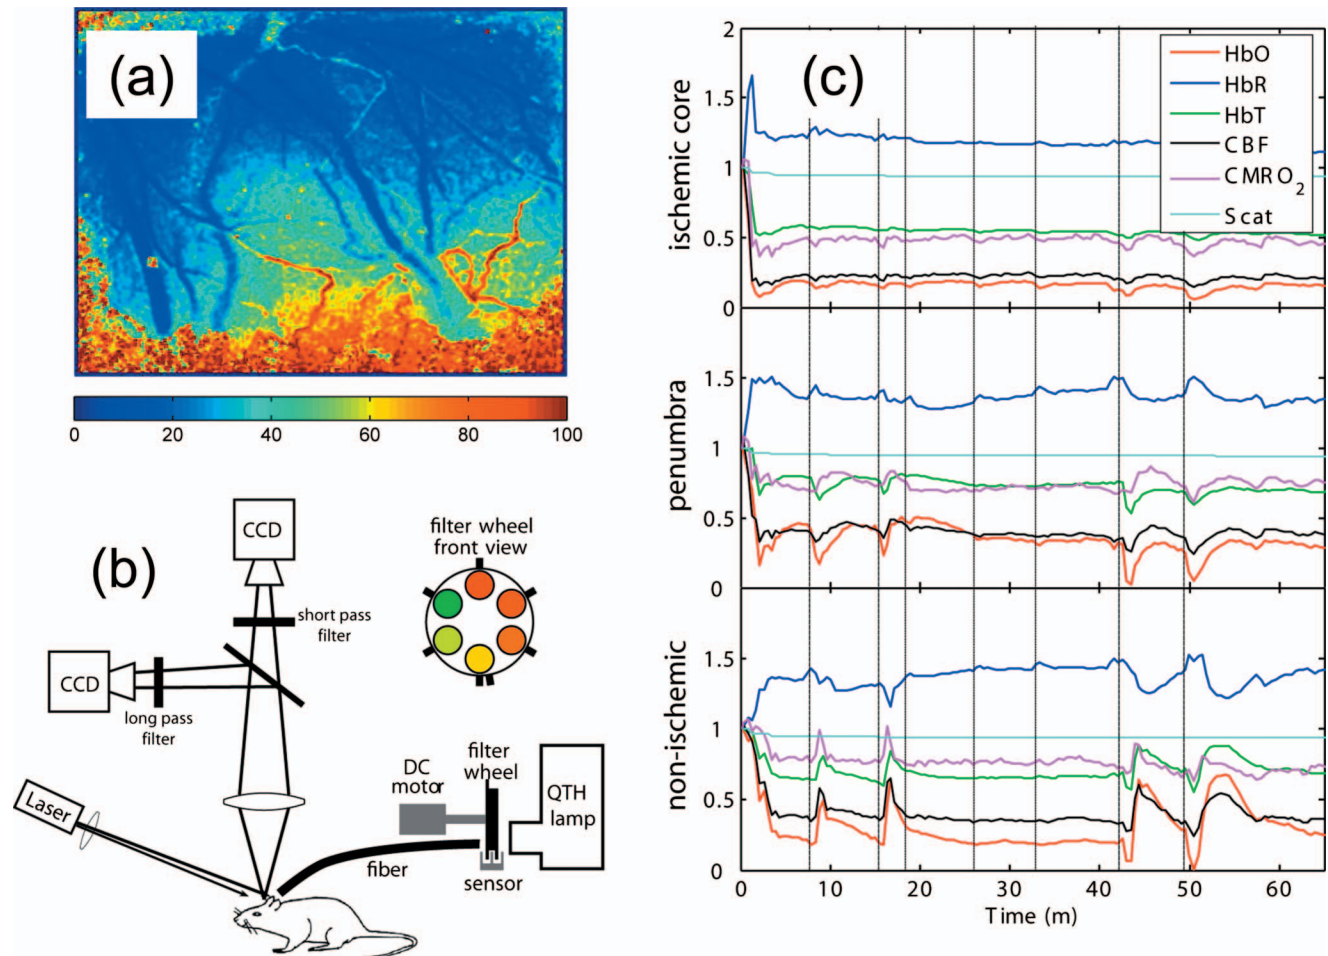 (a)
0 20 40 60 80 100
(b)
CCD
short pass
filter
CCD
long pass
filter
filter wheel
front view
Laser
DC
motor
filter
wheel
QTH
lamp
fiber
sensor
(c)
HbO
HbR
HbT
CBF
CMRO2
Scat
ischemic core
2
1.5
1
0.5
0
penumbra
1.5
1
0.5
0
non-ischemic
1.5
1
0.5
0
0 10 20 30 40 50 60
Time (m)